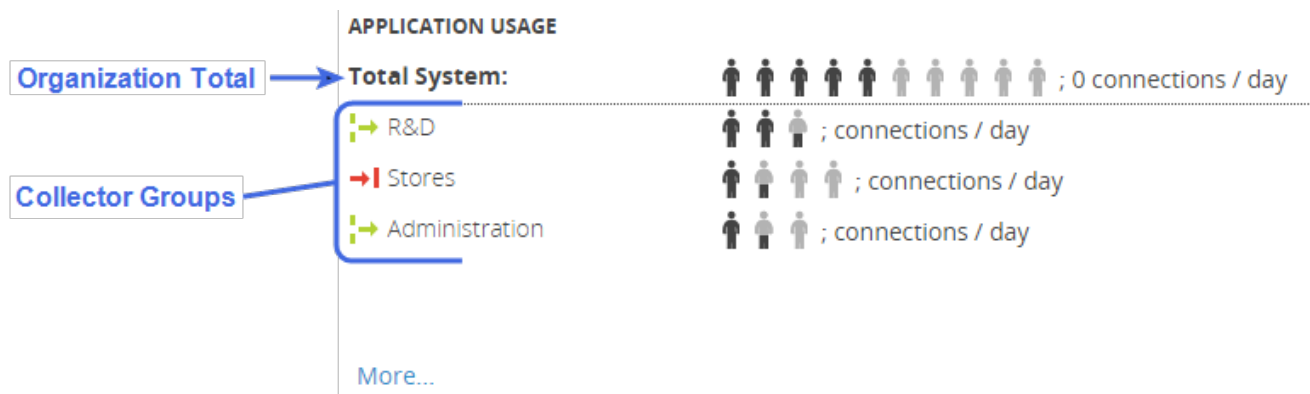 APPLICATION USAGE
Organization Total
Total System:
; 0 connections / day
R&D
; connections / day
Collector Groups
Stores
; connections / day
Administration
; connections / day
More...